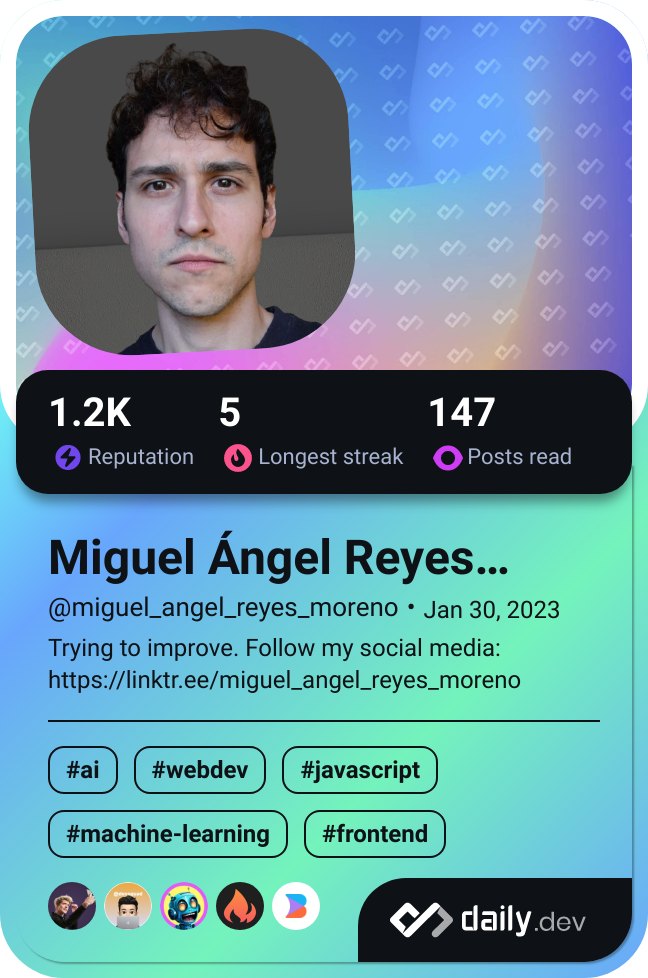 1.2K 5 147
Reputation Longest streak Posts read
Miguel Ángel Reyes...
@miguel_angel_reyes_moreno • Jan 30, 2023
Trying to improve. Follow my social media:
https://linktr.ee/miguel_angel_reyes_moreno
#ai #webdev #javascript
#machine-learning #frontend
daily.dev